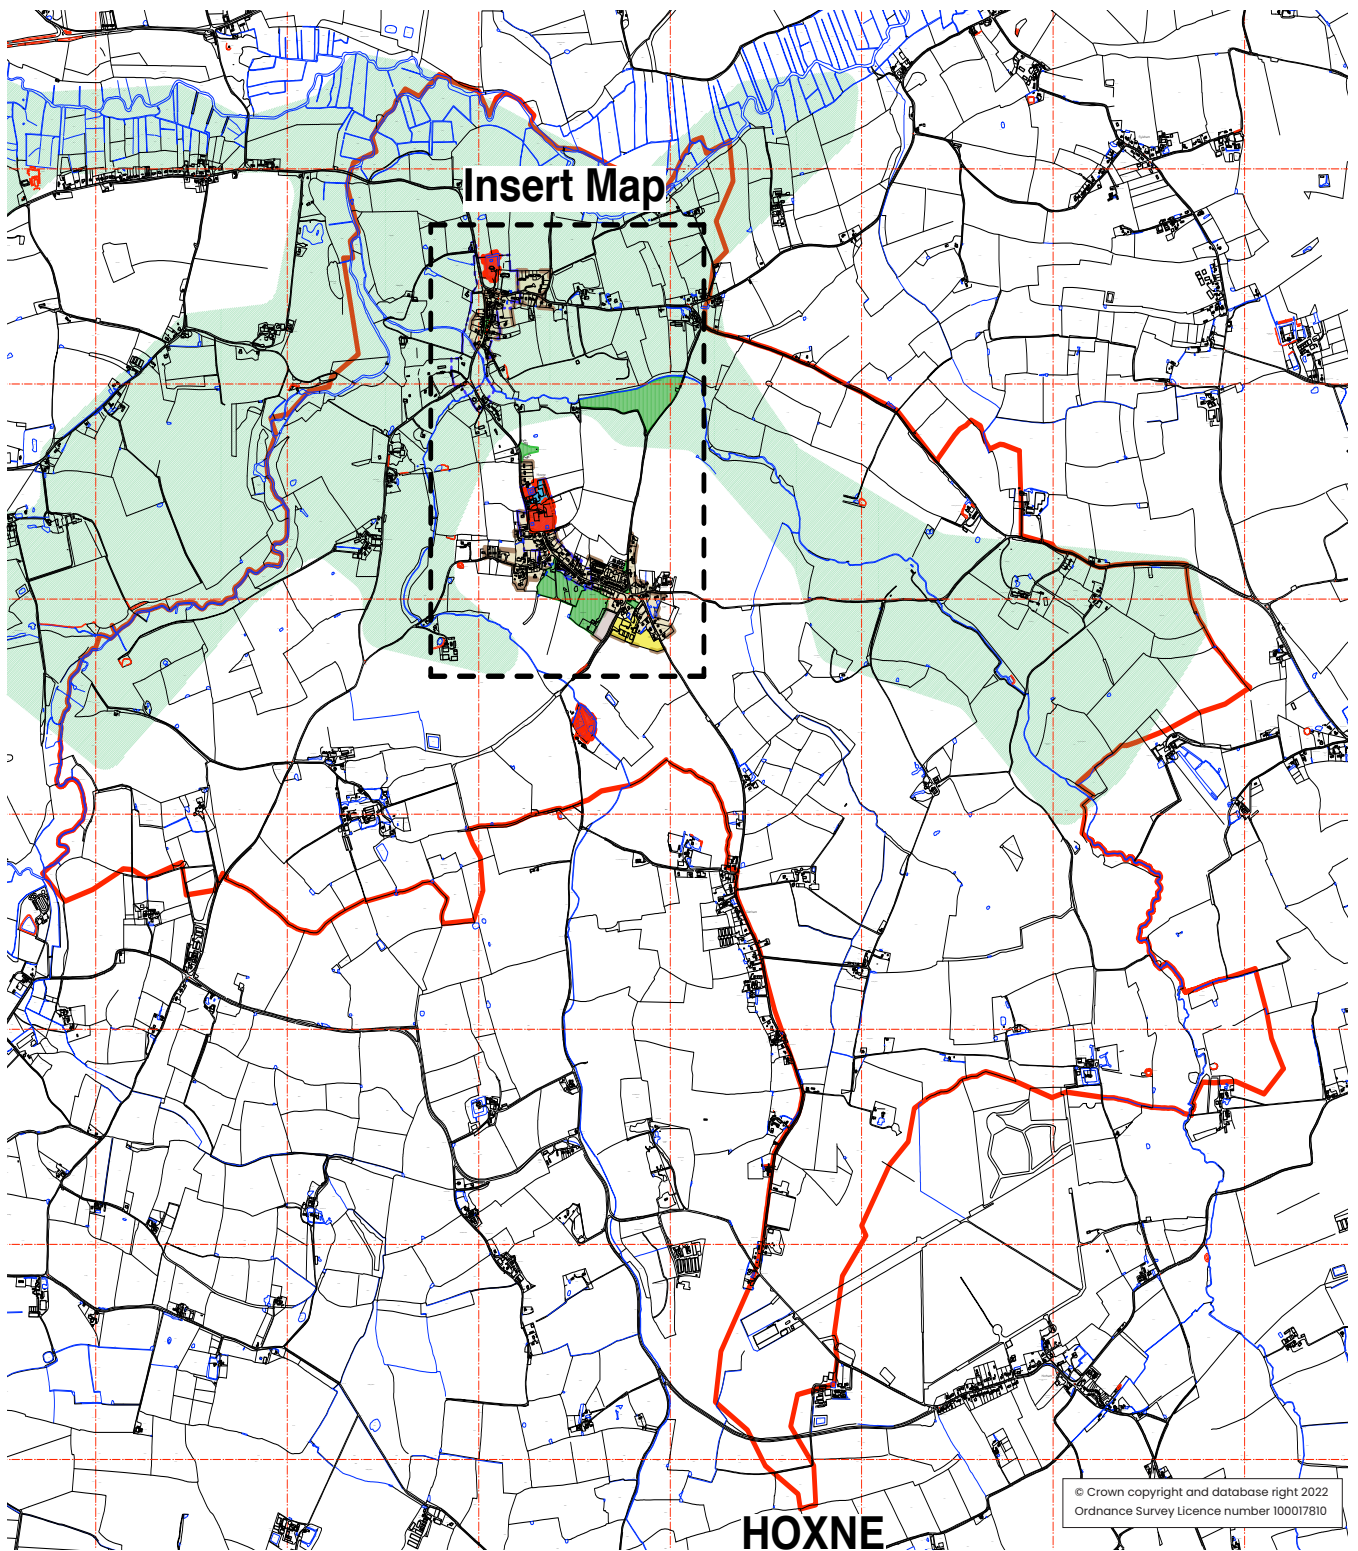 Insert Map
© Crown copyright and database right 2022
Ordnance Survey Licence number 100017810
HOXNE